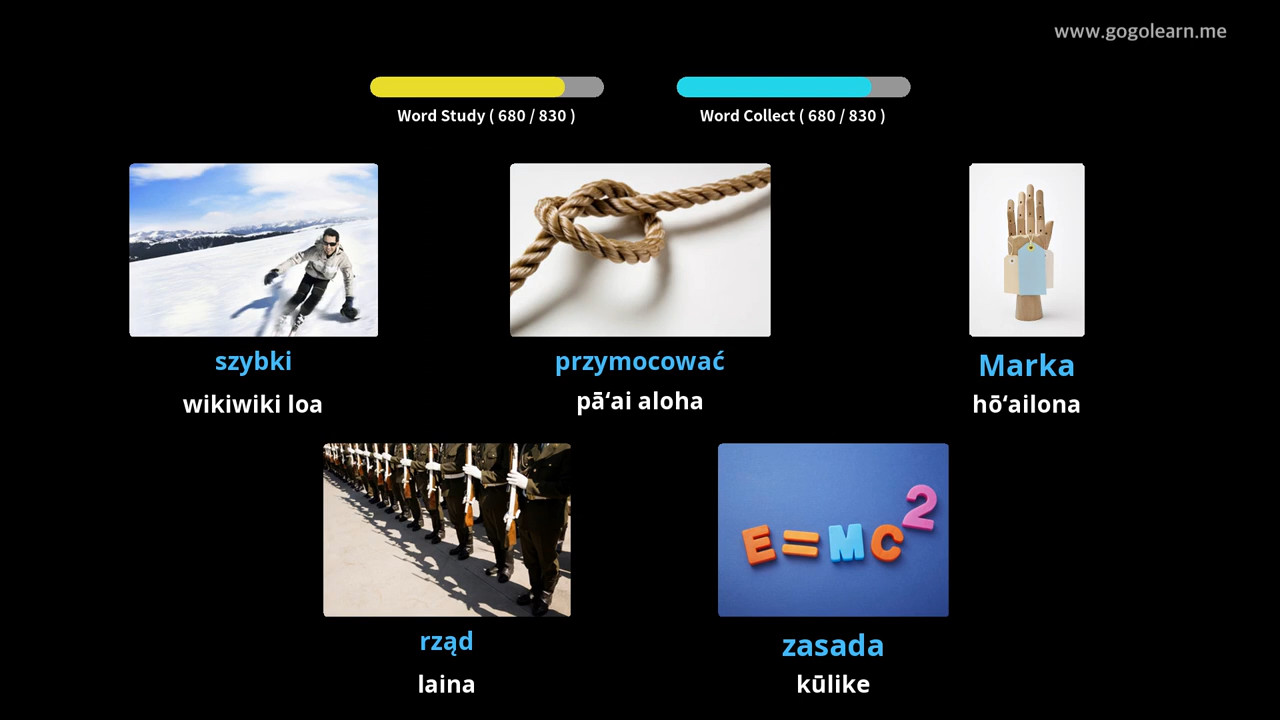 www.gogolearn.me
Word Study ( 680 / 830 )
Word Collect ( 680 / 830 )
szybki
przymocować
Marka
wikiwiki loa
pāʻai aloha
hōʻailona
E=MC2
rząd
zasada
laina
kūlike